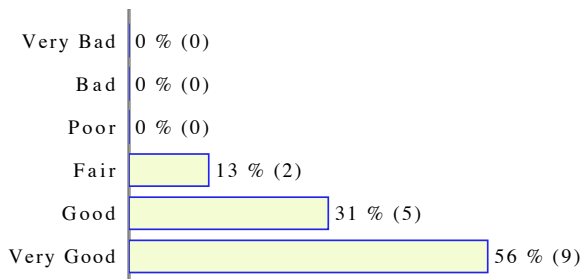 Very Bad 0 % (0)
Bad 0 % (0)
Poor 0 % (0)
Fair 13 % (2)
Good 31 % (5)
Very Good 56 % (9)